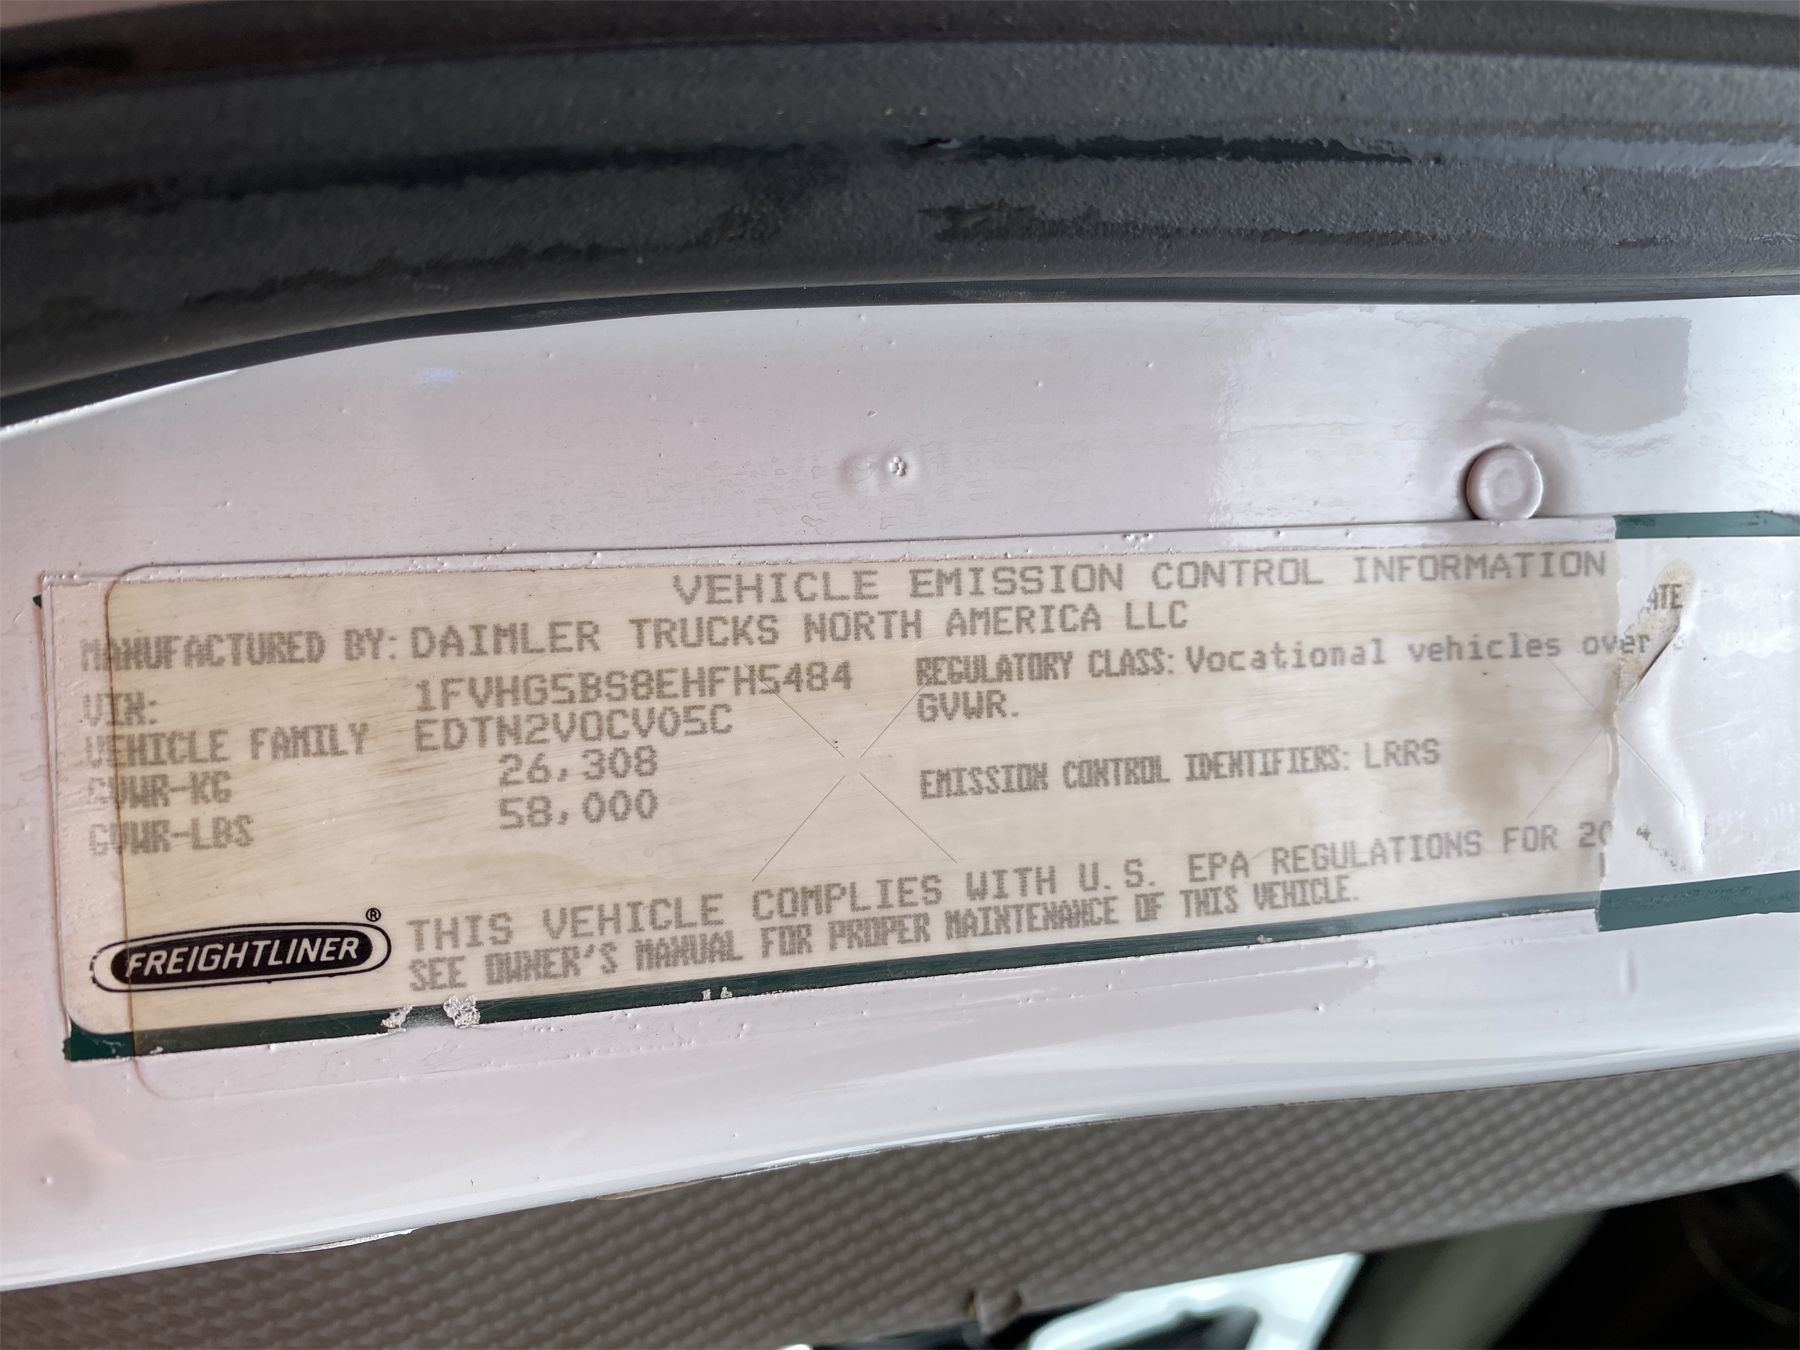 VEHICLE EMISSION CONTROL INFORMATION
MANUFACTURED BY: DAIMLER TRUCKS NORTH AMERICA LLC
ATE
VIN: 1FVHG5BS8EHFH5484
REGULATORY CLASS: Vocational vehicles over
GVWR.
VEHICLE FAMILY EDTN2VOCV05C
GVWR-KG 26,308
EMISSION CONTROL IDENTIFIERS: LRRS
GVWR-LBS 58,000
THIS VEHICLE COMPLIES WITH U.S. EPA REGULATIONS FOR 20
SEE OWNER'S MANUAL FOR PROPER MAINTENANCE OF THIS VEHICLE.
FREIGHTLINER®